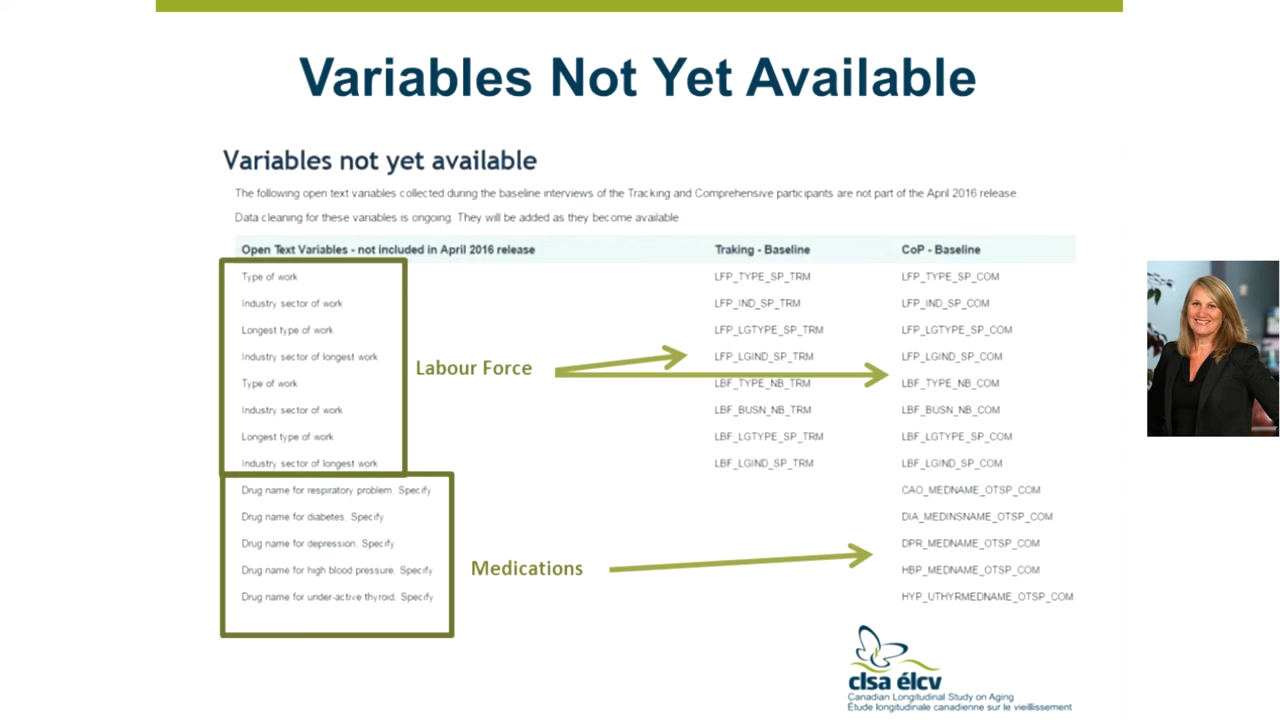 Variables Not Yet Available
Variables not yet available
The following open text variables collected during the baseline interviews of the Tracking and Comprehensive participants are not part of the April 2016 release.
Data cleaning for these variables is ongoing. They will be added as they become available
Open Text Variables - not included in April 2016 release Traking - Baseline CoP - Baseline
Type of work LFP_TYPE_SP_TRM LFP_TYPE_SP_COM
Industry sector of work LFP_IND_SP_TRM LFP_IND_SP_COM
Longest type of work LFP_LGTYPE_SP_TRM LFP_LGTYPE_SP_COM
Industry sector of longest work LFP_LGIND_SP_TRM LFP_LGIND_SP_COM
Labour Force
Type of work LBF_TYPE_NB_TRM LBF_TYPE_NB_COM
Industry sector of work LBF_BUSN_NB_TRM LBF_BUSN_NB_COM
Longest type of work LBF_LGTYPE_SP_TRM LBF_LGTYPE_SP_COM
Industry sector of longest work LBF_LGIND_SP_TRM LBF_LGIND_SP_COM
Drug name for respiratory problem. Specify CAO_MEDNAME_OTSP_COM
Drug name for diabetes. Specify DIA_MEDINSNAME_OTSP_COM
Drug name for depression. Specify DPR_MEDNAME_OTSP_COM
Medications
Drug name for high blood pressure. Specify HBP_MEDNAME_OTSP_COM
Drug name for under-active thyroid. Specify HYP_UTHYRMEDNAME_OTSP_COM
clsa élcv
Canadian Longitudinal Study on Aging
Étude longitudinale canadienne sur le vieillissement